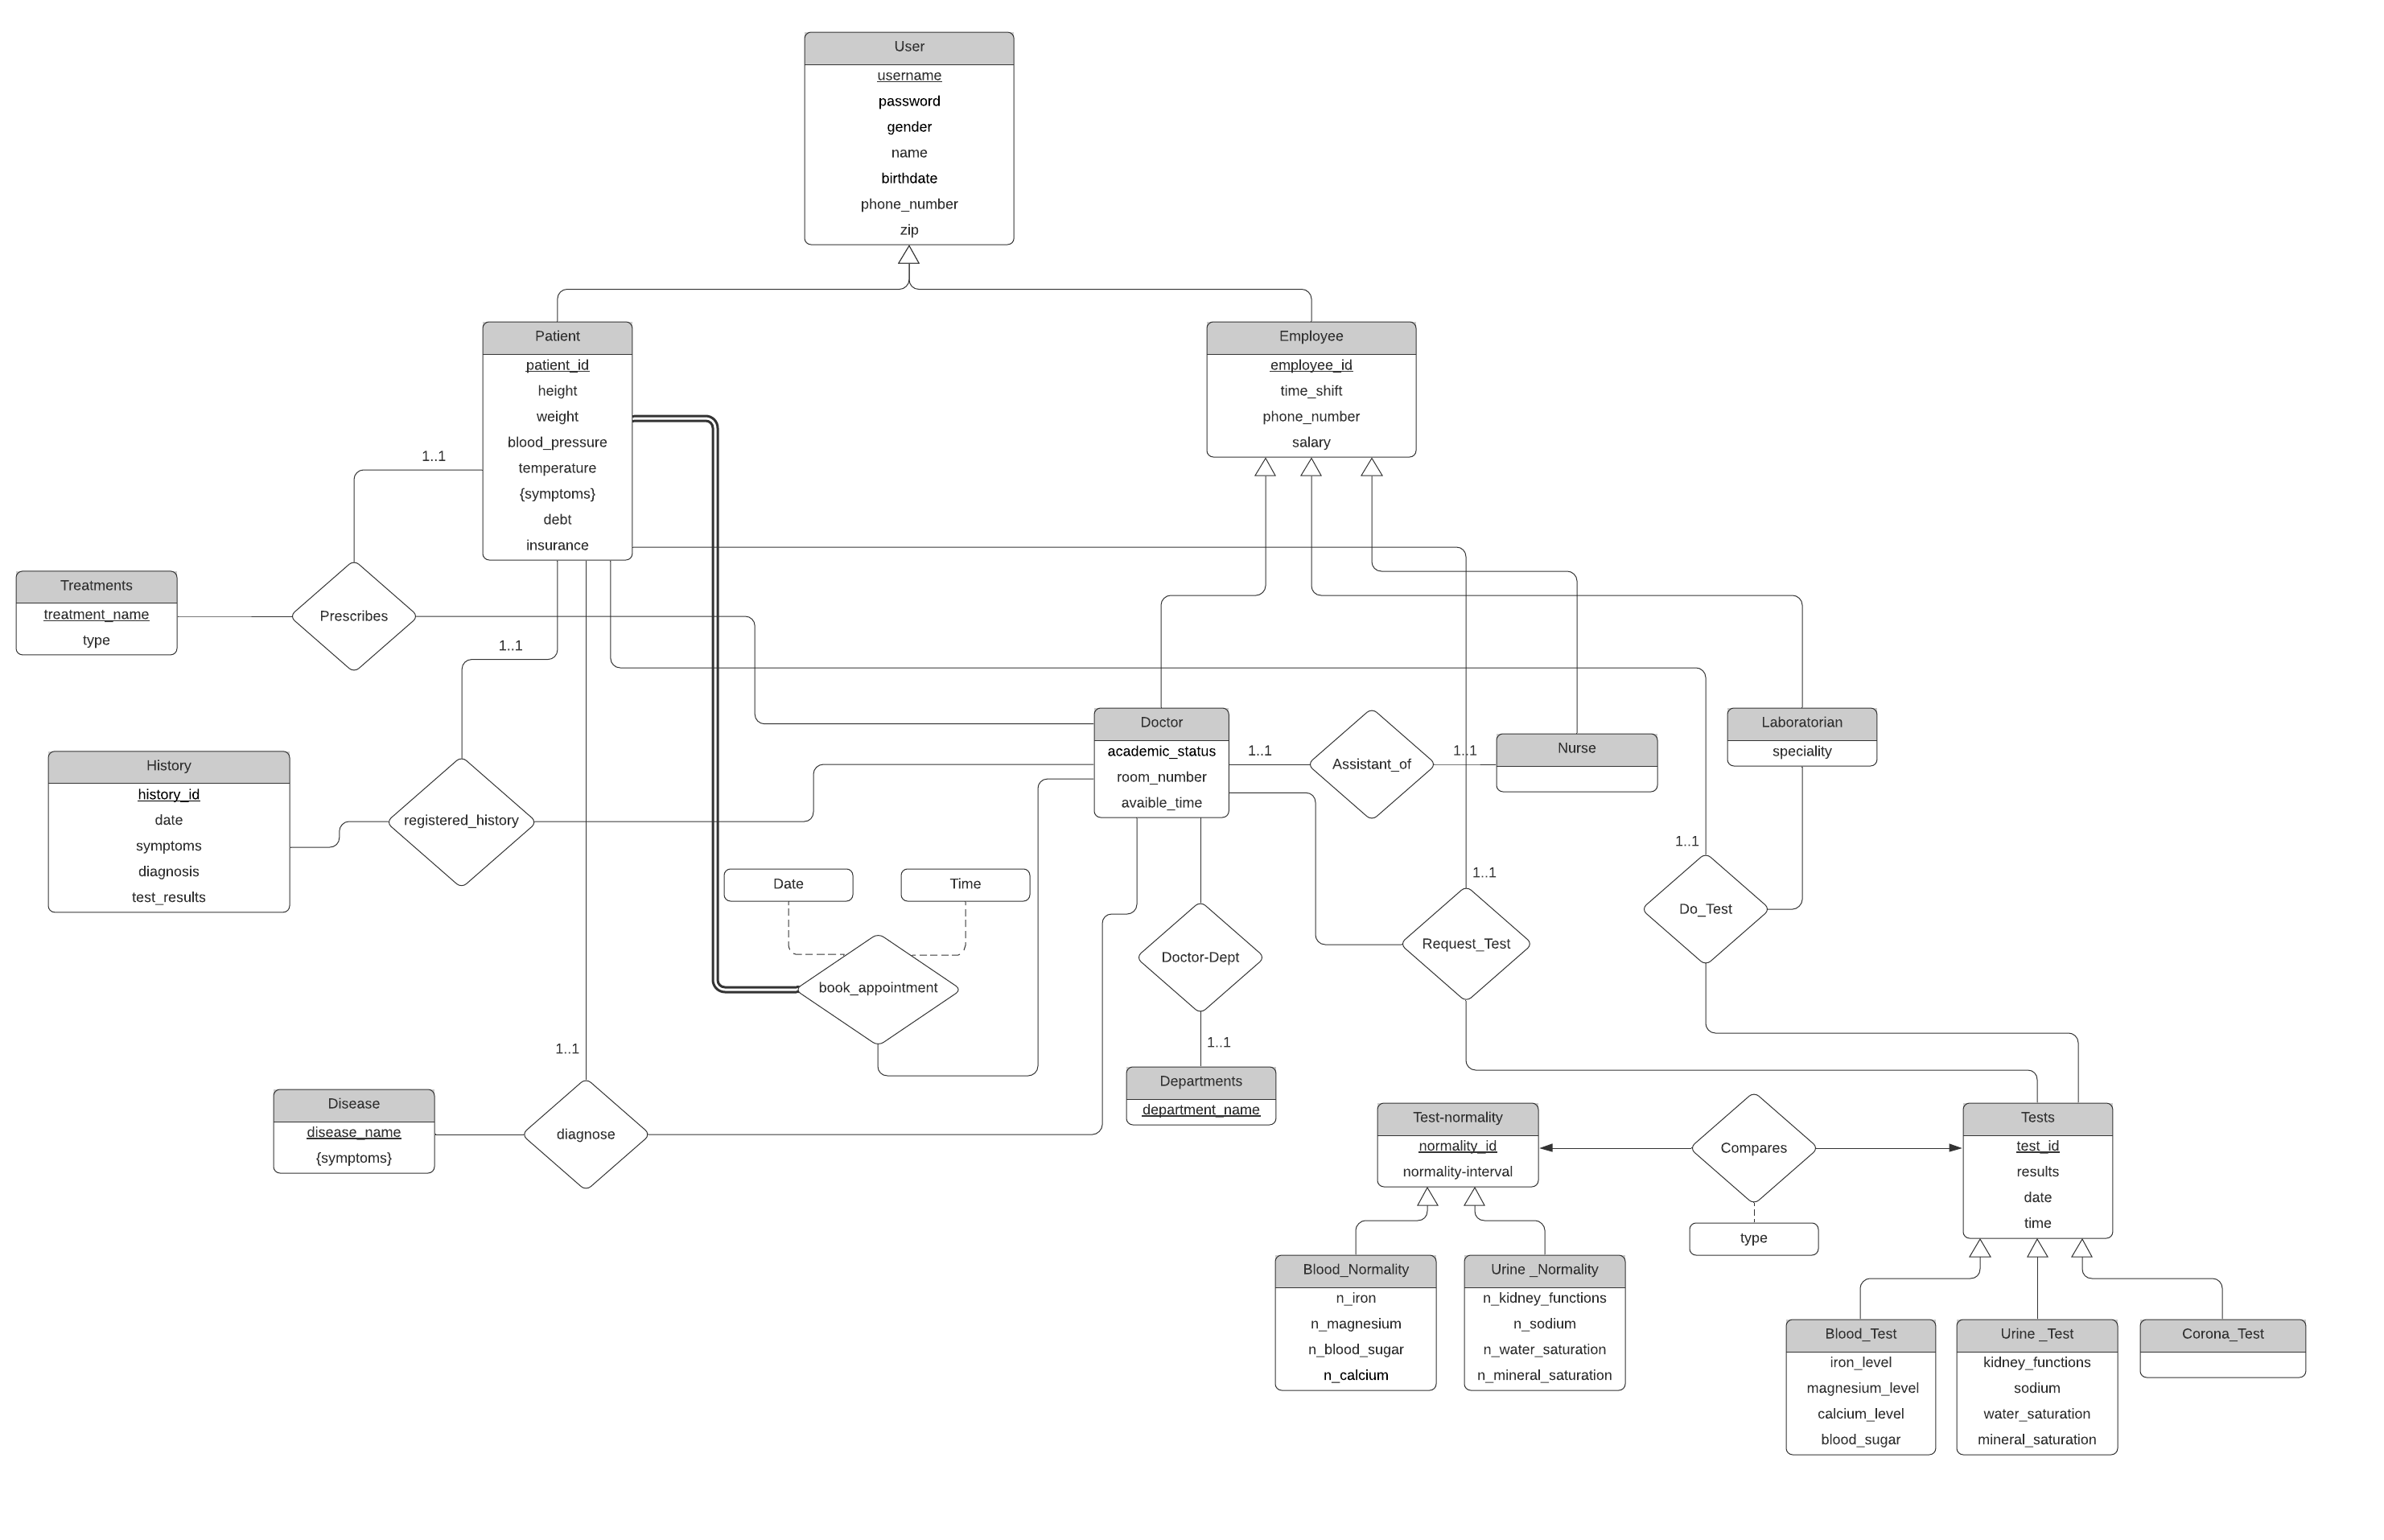 User
username
password
gender
name
birthdate
phone_number
zip
Patient
patient_id
height
weight
blood_pressure
temperature
{symptoms}
debt
insurance
Employee
employee_id
time_shift
phone_number
salary
1..1
Treatments
treatment_name
type
Prescribes
1..1
History
history_id
date
symptoms
diagnosis
test_results
registered_history
Doctor
academic_status
room_number
avaible_time
1..1
Assistant_of
1..1
Nurse
Laboratorian
speciality
1..1
Do_Test
1..1
Request_Test
Date
Time
book_appointment
Doctor-Dept
1..1
Departments
department_name
1..1
Disease
disease_name
{symptoms}
diagnose
Test-normality
normality_id
normality-interval
Compares
type
Tests
test_id
results
date
time
Blood_Normality
n_iron
n_magnesium
n_blood_sugar
n_calcium
Urine _Normality
n_kidney_functions
n_sodium
n_water_saturation
n_mineral_saturation
Blood_Test
iron_level
magnesium_level
calcium_level
blood_sugar
Urine _Test
kidney_functions
sodium
water_saturation
mineral_saturation
Corona_Test